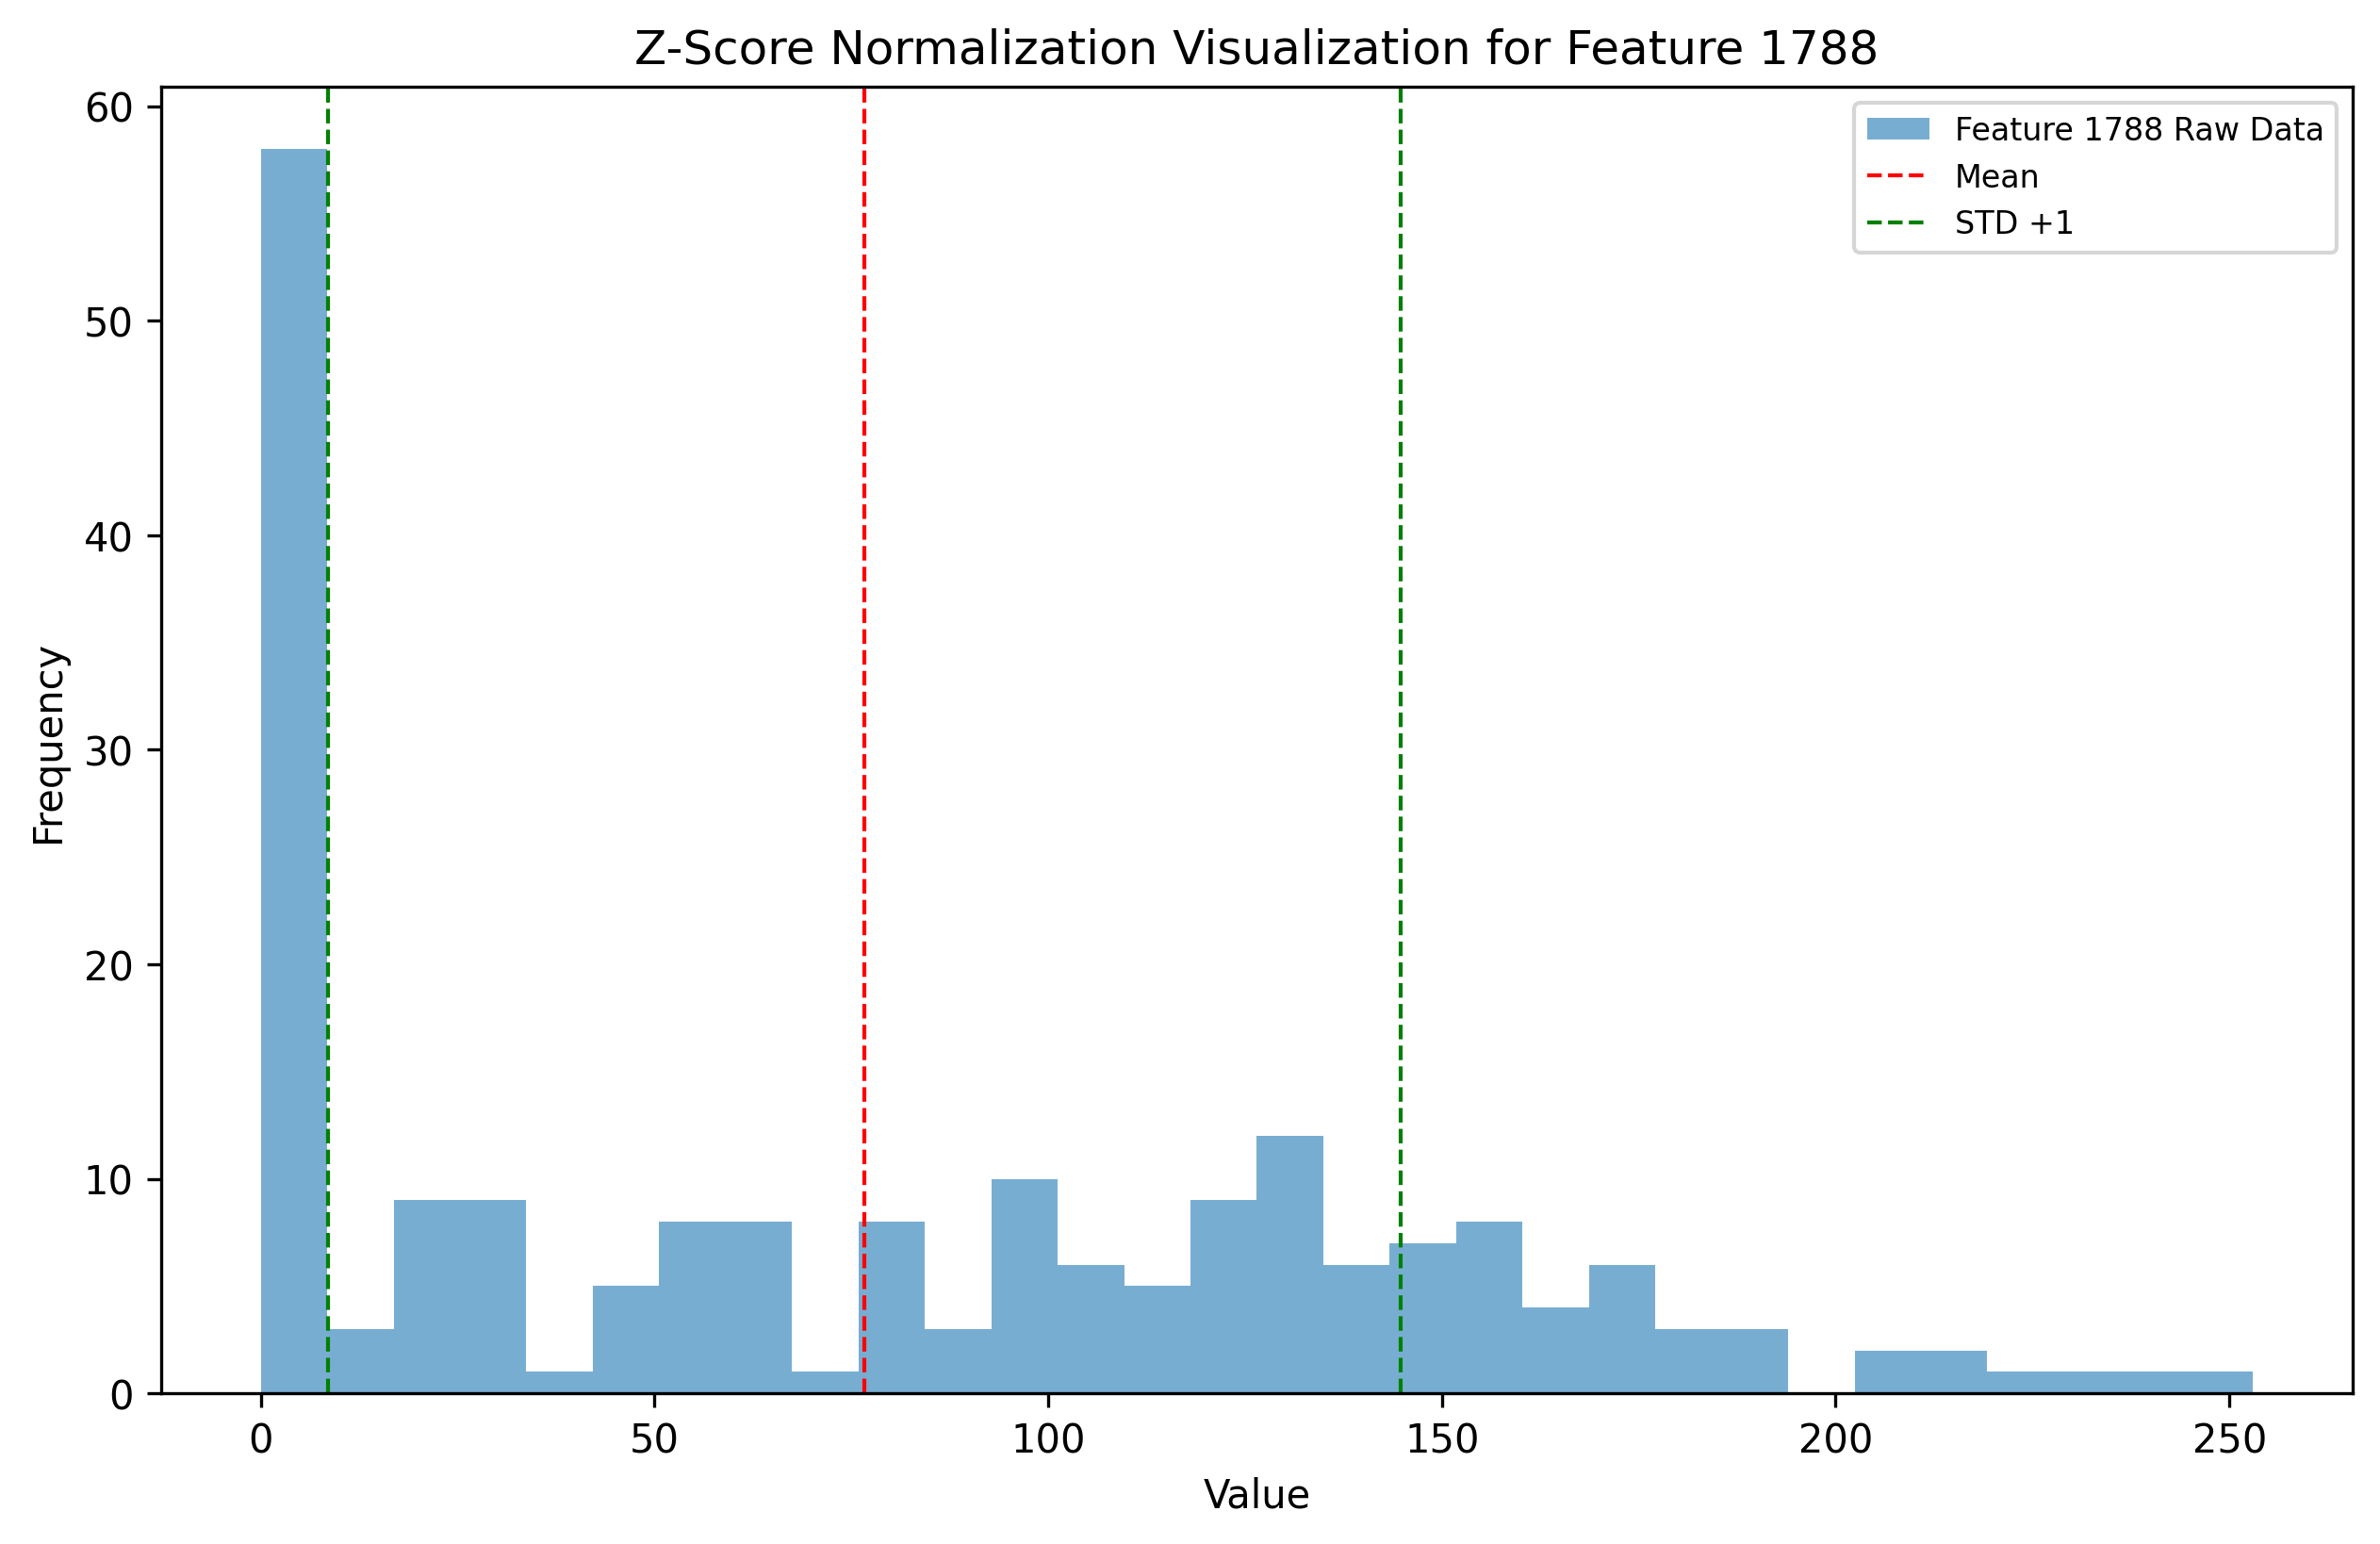 Z-Score Normalization Visualization for Feature 1788
Feature 1788 Raw Data
Mean
STD +1
60
50
40
30
20
10
0
Frequency
0 50 100 150 200 250
Value